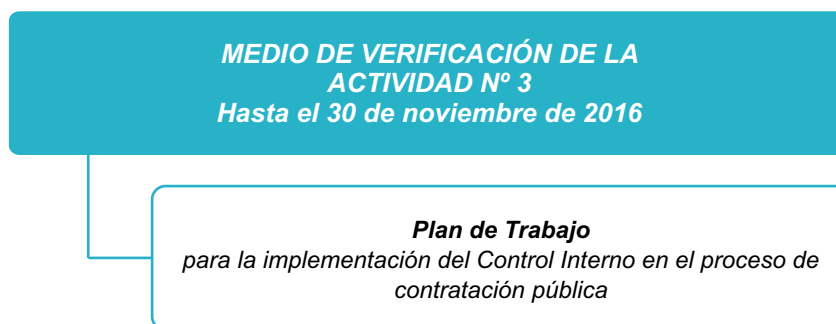 MEDIO DE VERIFICACIÓN DE LA
ACTIVIDAD Nº 3
Hasta el 30 de noviembre de 2016
Plan de Trabajo
para la implementación del Control Interno en el proceso de
contratación pública